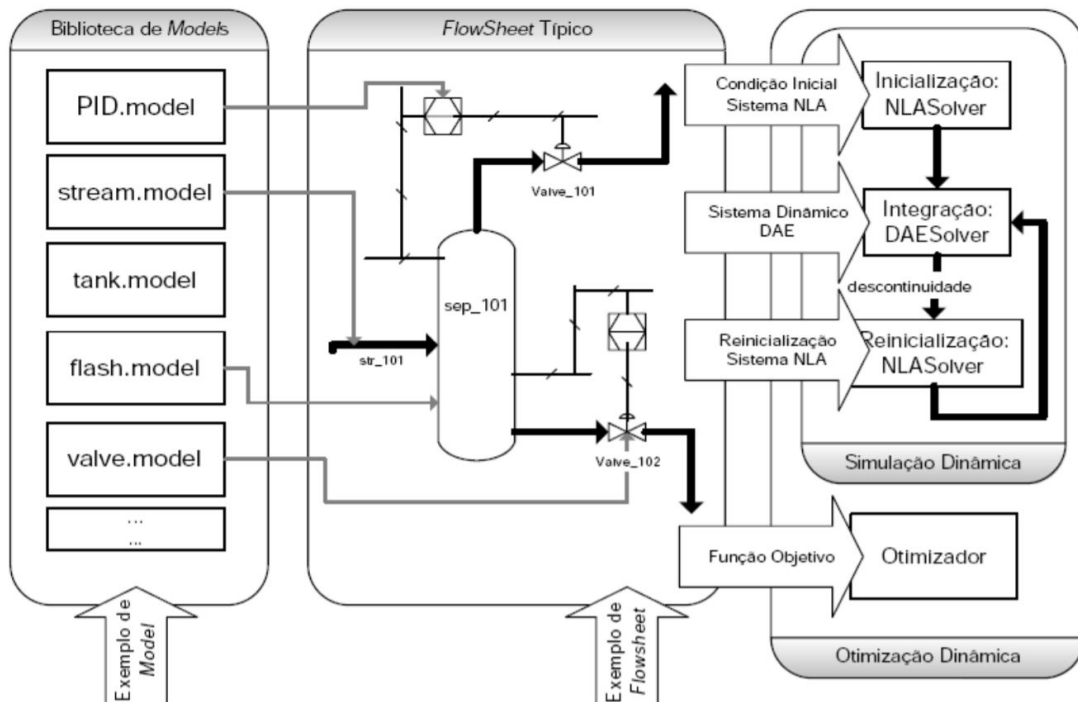 Biblioteca de Models
PID.model
stream.model
tank.model
flash.model
valve.model
...
...
Exemplo de
Model
FlowSheet Típico
Valve_101
sep_101
str_101
Valve_102
Exemplo de
Flowsheet
Condição Inicial
Sistema NLA
Sistema Dinâmico
DAE
Reinicialização
Sistema NLA
Função Objetivo
Inicialização:
NLASolver
Integração:
DAESolver
descontinuidade
Reinicialização:
NLASolver
Simulação Dinâmica
Otimizador
Otimização Dinâmica